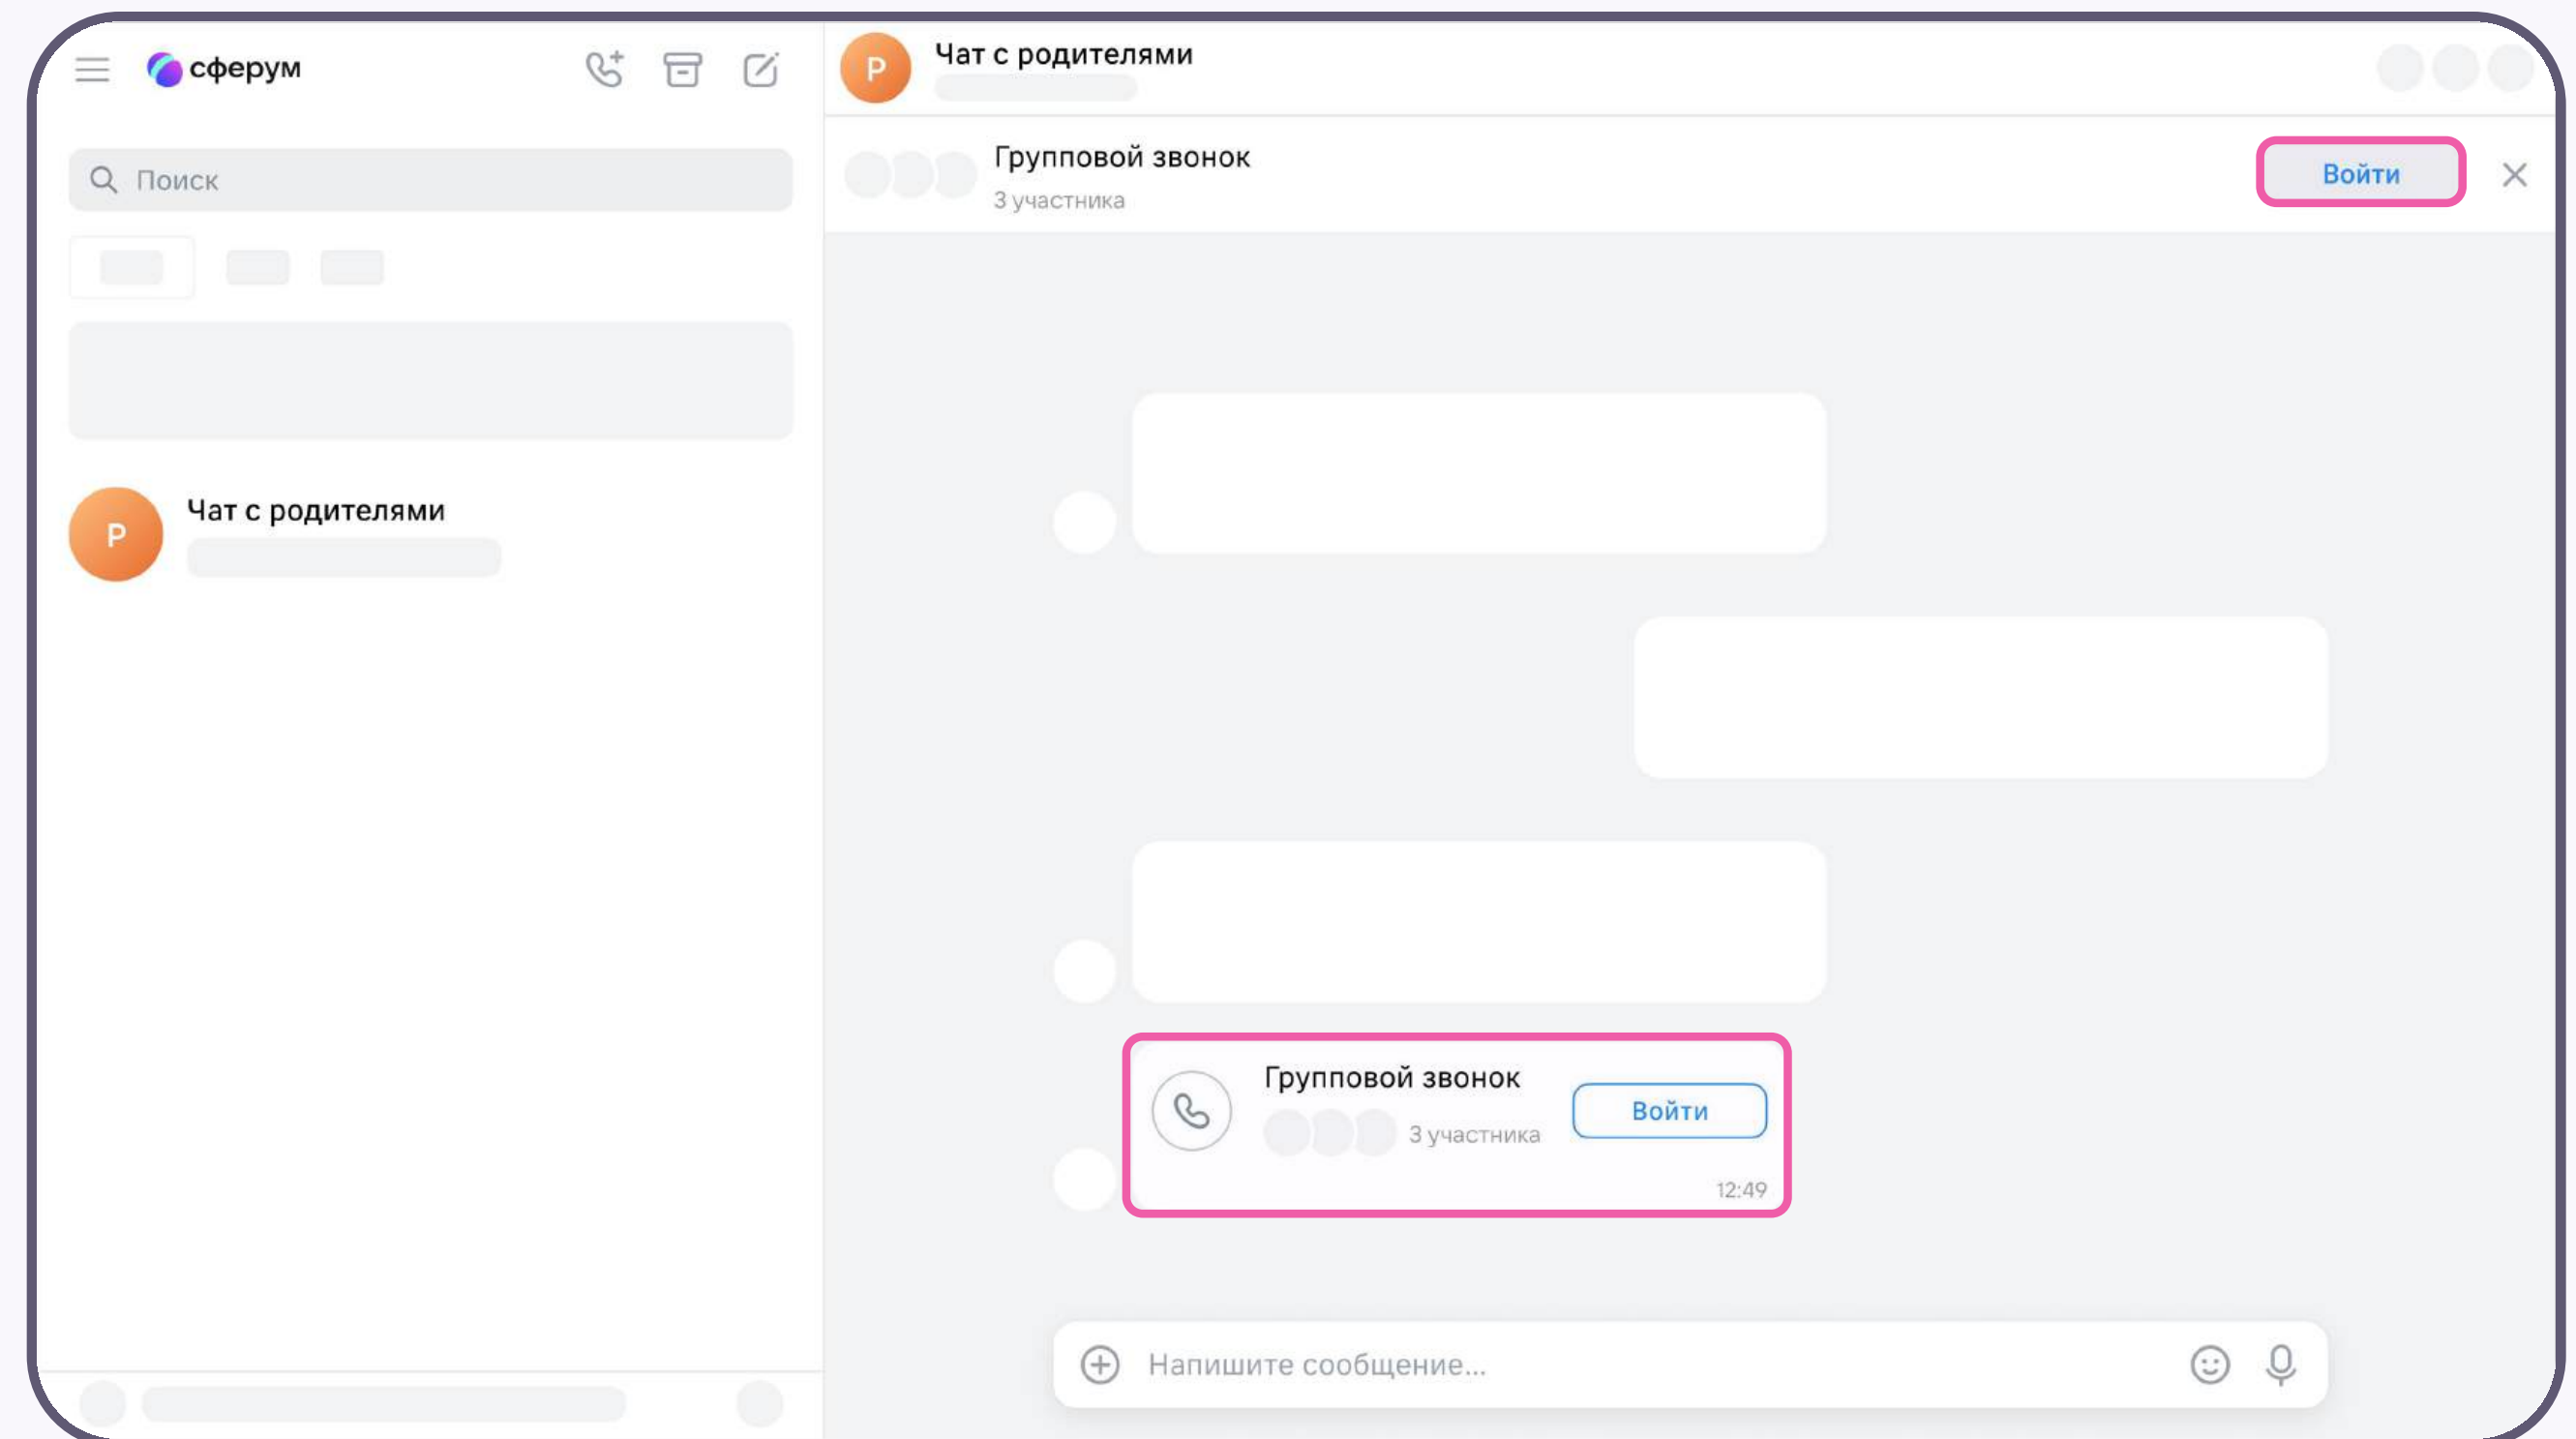 сферум
Поиск
Р
Чат с родителями
Р
Чат с родителями
Групповой звонок
3 участника
Войти
Групповой звонок
3 участника
Войти
12:49
Напишите сообщение...